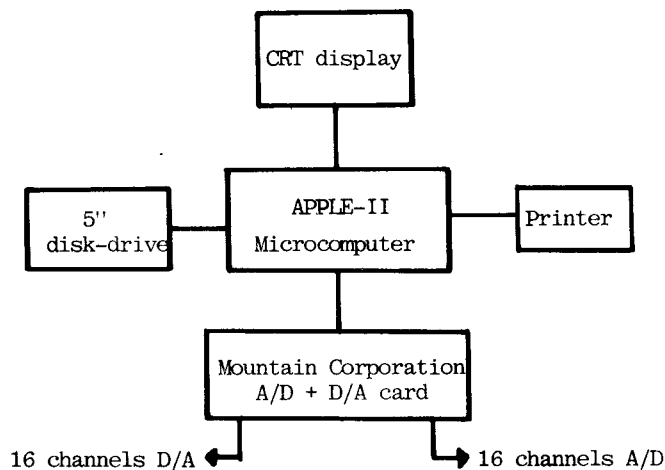 CRT display
5"
disk-drive
APPLE-II
Microcomputer
Printer
Mountain Corporation
A/D + D/A card
16 channels D/A
16 channels A/D